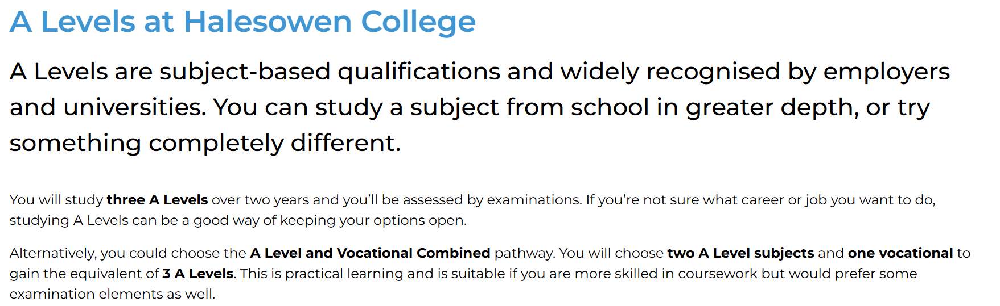 A Levels at Halesowen College
A Levels are subject-based qualifications and widely recognised by employers
and universities. You can study a subject from school in greater depth, or try
something completely different.
You will study three A Levels over two years and you’ll be assessed by examinations. If you’re not sure what career or job you want to do,
studying A Levels can be a good way of keeping your options open.
Alternatively, you could choose the A Level and Vocational Combined pathway. You will choose two A Level subjects and one vocational to
gain the equivalent of 3 A Levels. This is practical learning and is suitable if you are more skilled in coursework but would prefer some
examination elements as well.